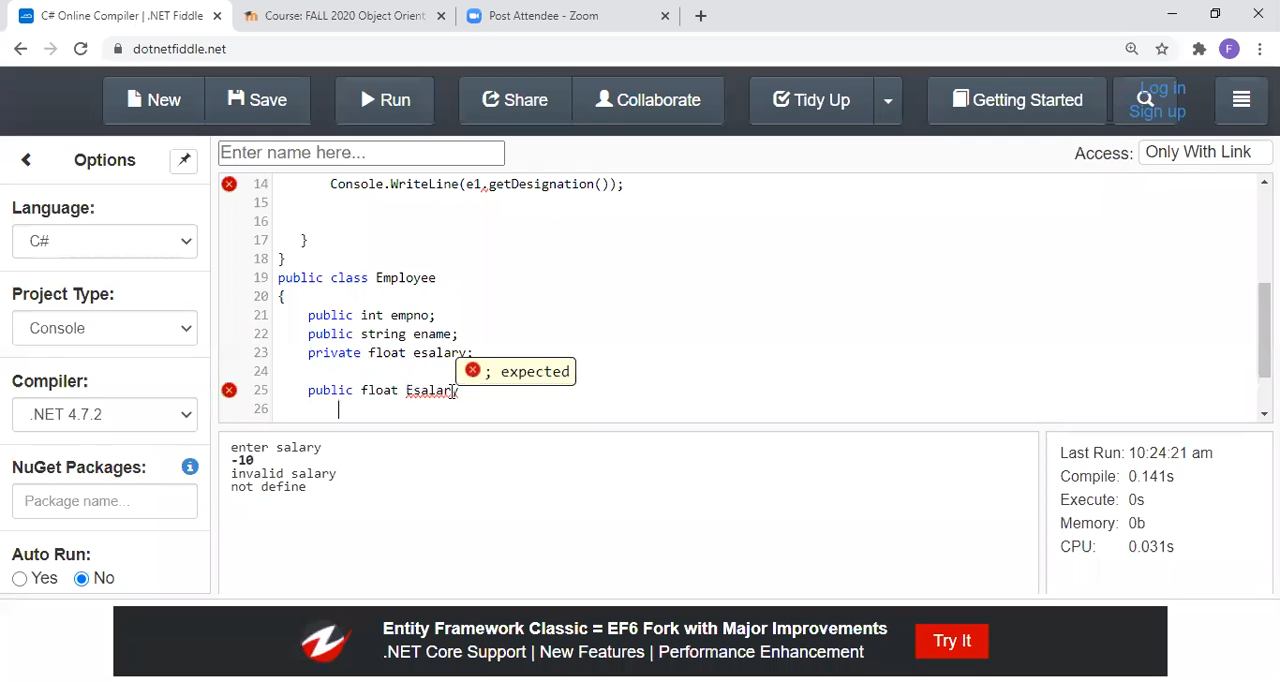 C# Online Compiler | .NET Fiddle
Course: FALL 2020 Object Orient
Post Attendee - Zoom
dotnetfiddle.net
F
New
Save
Run
Share
Collaborate
Tidy Up
Getting Started
Log in
Sign up
Options
Enter name here...
Access:
Only With Link
Language:
C#
Project Type:
Console
Compiler:
.NET 4.7.2
NuGet Packages:
Package name...
Auto Run:
Yes
No
14 Console.WriteLine(e1.getDesignation());
15
16
17 }
18 }
19 public class Employee
20 {
21 public int empno;
22 public string ename;
23 private float esalary;
24
; expected
25 public float Esalary
26
enter salary
-10
invalid salary
not define
Last Run: 10:24:21 am
Compile: 0.141s
Execute: 0s
Memory: 0b
CPU: 0.031s
Entity Framework Classic = EF6 Fork with Major Improvements
.NET Core Support | New Features | Performance Enhancement
Try It